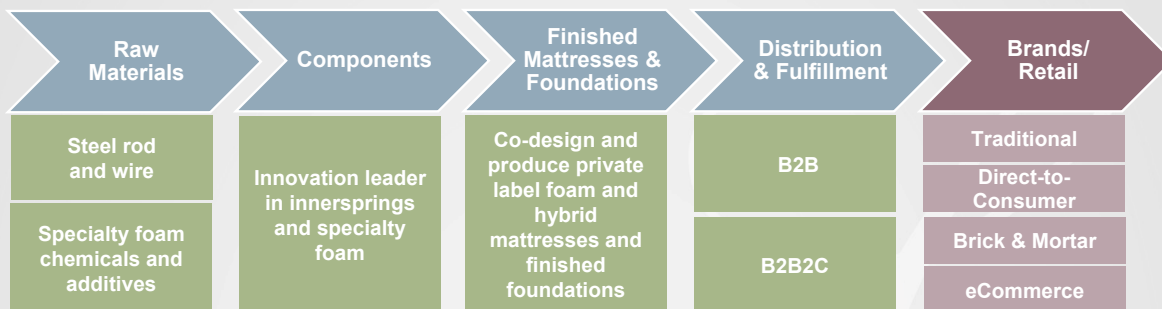 Raw
Materials
Components
Finished
Mattresses &
Foundations
Distribution
& Fulfillment
Brands/
Retail
Steel rod
and wire
Specialty foam
chemicals and
additives
Innovation leader
in innersprings
and specialty
foam
Co-design and
produce private
label foam and
hybrid
mattresses and
finished
foundations
B2B
B2B2C
Traditional
Direct-to-
Consumer
Brick & Mortar
eCommerce